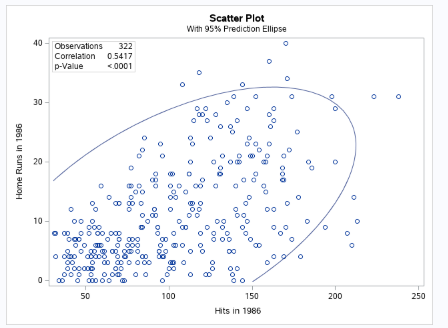 Scatter Plot
With 95% Prediction Ellipse
Observations 322
Correlation 0.5417
p-Value <.0001
40
30
20
10
0
Home Runs in 1986
50 100 150 200 250
Hits in 1986